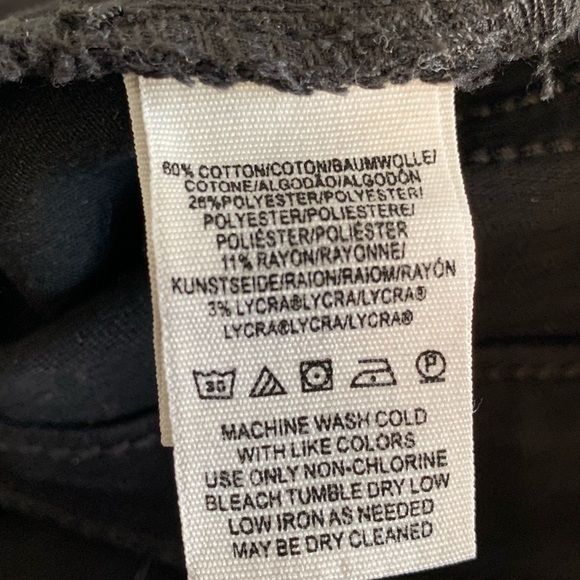 60% COTTON/COTON/BAUMWOLLE/
COTONE/ALGODÃO/ALGODÓN
26%POLYESTER/POLYESTER/
POLYESTER/POLIESTERE/
POLIÉSTER/POLIÉSTER
11% RAYON/RAYONNE/
KUNSTSEIDE/RAION/RAIOM/RAYÓN
3% LYCRA®LYCRA/LYCRA®
LYCRA®LYCRA/LYCRA®
30 P
MACHINE WASH COLD
WITH LIKE COLORS
USE ONLY NON-CHLORINE
BLEACH TUMBLE DRY LOW
LOW IRON AS NEEDED
MAY BE DRY CLEANED